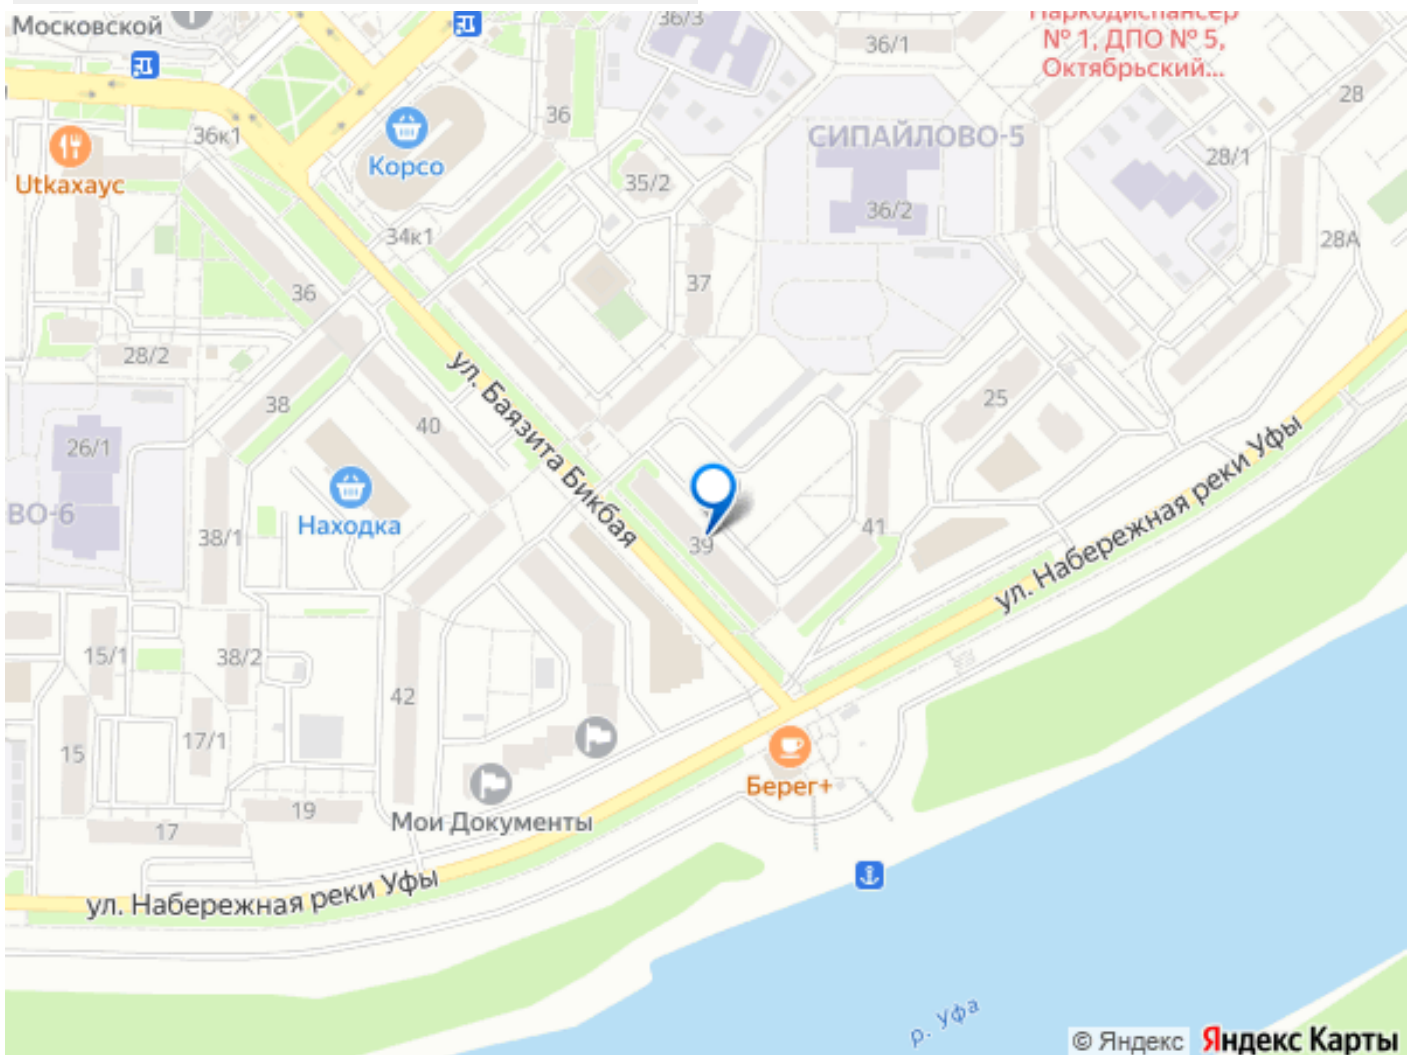 Московской
36/3
36/1
Наркодиспансер
№ 1, ДПО № 5,
Октябрьский...
28
36к1
36
Корсо
СИПАЙЛОВО-5
28/1
Utkaхаус
35/2
36/2
34к1
28А
36
37
28/2
ул. Баязита Бикбая
38
40
25
26/1
ул. Набережная реки Уфы
ВО-6
Находка
38/1
39
41
15/1
38/2
42
15
17/1
Берег+
19
Мои Документы
17
ул. Набережная реки Уфы
р. Уфа
© Яндекс Яндекс Карты